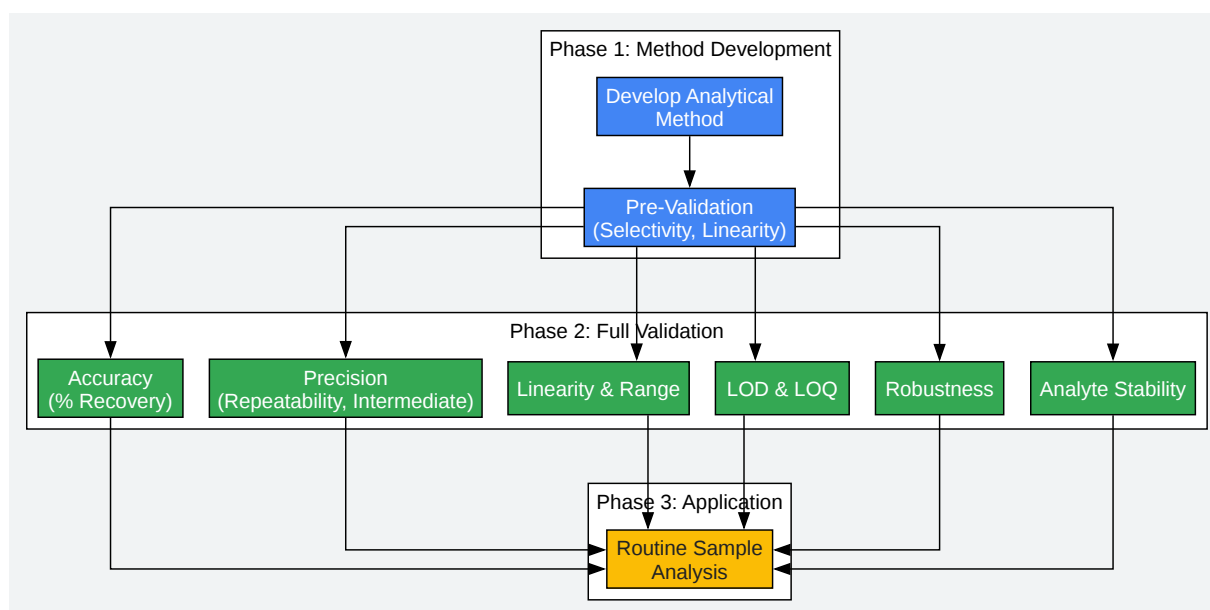 Phase 1: Method Development
Develop Analytical
Method
Pre-Validation
(Selectivity, Linearity)
Phase 2: Full Validation
Accuracy
(% Recovery)
Precision
(Repeatability, Intermediate)
Linearity & Range
LOD & LOQ
Robustness
Analyte Stability
Phase 3: Application
Routine Sample
Analysis